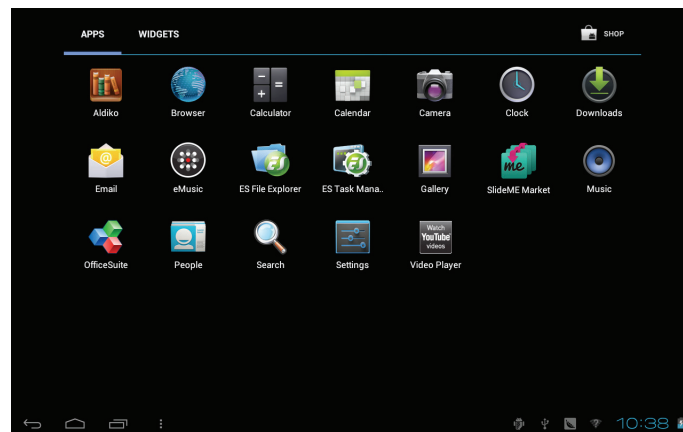 APPS WIDGETS SHOP
Aldiko Browser Calculator Calendar Camera Clock Downloads
Email eMusic ES File Explorer ES Task Mana.. Gallery SlideME Market Music
me
Watch
YouTube
videos
OfficeSuite People Search Settings Video Player
10:38